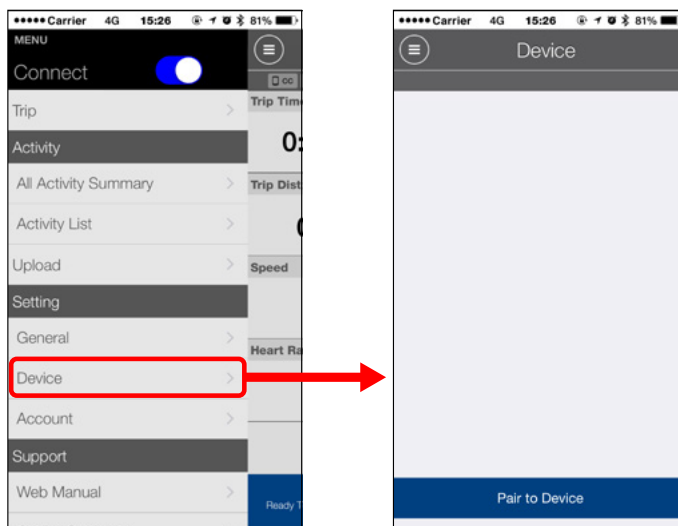 Carrier 4G 15:26 81%
MENU
Connect
Trip
Activity
All Activity Summary
Activity List
Upload
Setting
General
Device
Account
Support
Web Manual
CC
Trip Tim
0:
Trip Dist
Speed
Heart Ra
Ready T
Carrier 4G 15:26 81%
Device
Pair to Device